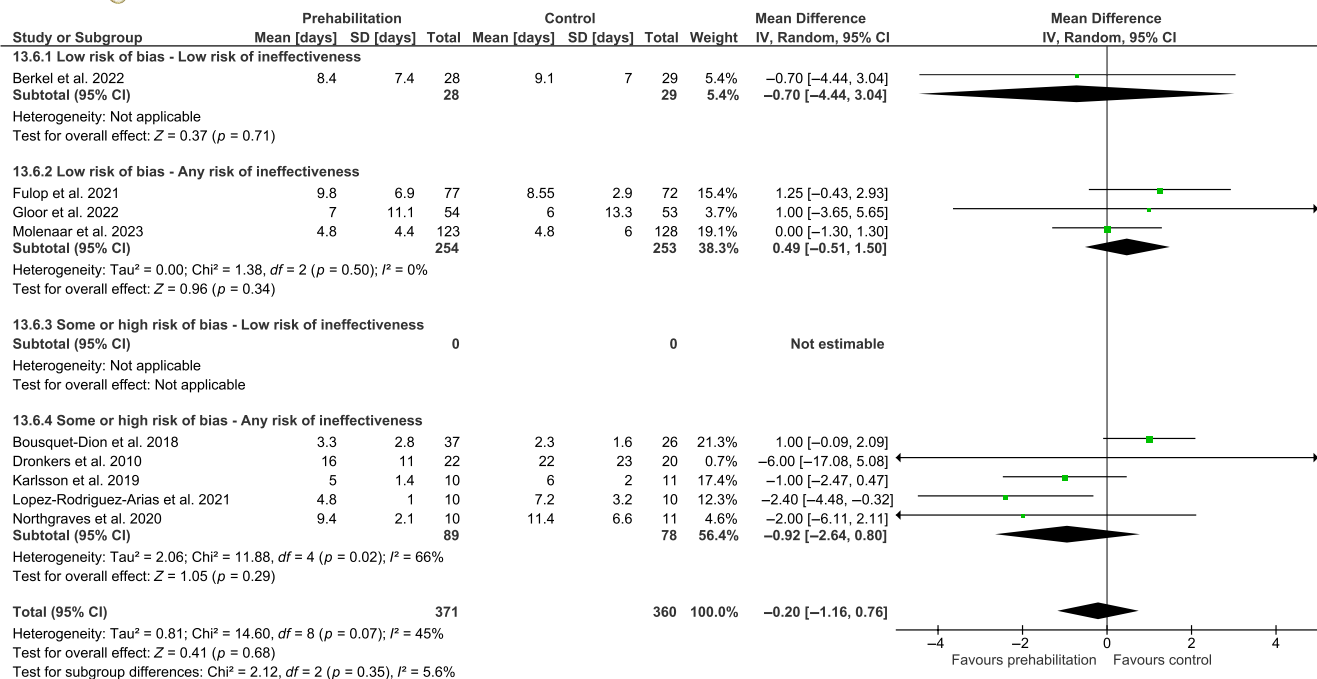 Prehabilitation Control Mean Difference Mean Difference
Study or Subgroup Mean [days] SD [days] Total Mean [days] SD [days] Total Weight IV, Random, 95% CI IV, Random, 95% CI
13.6.1 Low risk of bias - Low risk of ineffectiveness
Berkel et al. 2022 8.4 7.4 28 9.1 7 29 5.4% −0.70 [−4.44, 3.04]
Subtotal (95% CI) 28 29 5.4% −0.70 [−4.44, 3.04]
Heterogeneity: Not applicable
Test for overall effect: Z = 0.37 (p = 0.71)
13.6.2 Low risk of bias - Any risk of ineffectiveness
Fulop et al. 2021 9.8 6.9 77 8.55 2.9 72 15.4% 1.25 [−0.43, 2.93]
Gloor et al. 2022 7 11.1 54 6 13.3 53 3.7% 1.00 [−3.65, 5.65]
Molenaar et al. 2023 4.8 4.4 123 4.8 6 128 19.1% 0.00 [−1.30, 1.30]
Subtotal (95% CI) 254 253 38.3% 0.49 [−0.51, 1.50]
Heterogeneity: Tau² = 0.00; Chi² = 1.38, df = 2 (p = 0.50); I² = 0%
Test for overall effect: Z = 0.96 (p = 0.34)
13.6.3 Some or high risk of bias - Low risk of ineffectiveness
Subtotal (95% CI) 0 0 Not estimable
Heterogeneity: Not applicable
Test for overall effect: Not applicable
13.6.4 Some or high risk of bias - Any risk of ineffectiveness
Bousquet-Dion et al. 2018 3.3 2.8 37 2.3 1.6 26 21.3% 1.00 [−0.09, 2.09]
Dronkers et al. 2010 16 11 22 22 23 20 0.7% −6.00 [−17.08, 5.08]
Karlsson et al. 2019 5 1.4 10 6 2 11 17.4% −1.00 [−2.47, 0.47]
Lopez-Rodriguez-Arias et al. 2021 4.8 1 10 7.2 3.2 10 12.3% −2.40 [−4.48, −0.32]
Northgraves et al. 2020 9.4 2.1 10 11.4 6.6 11 4.6% −2.00 [−6.11, 2.11]
Subtotal (95% CI) 89 78 56.4% −0.92 [−2.64, 0.80]
Heterogeneity: Tau² = 2.06; Chi² = 11.88, df = 4 (p = 0.02); I² = 66%
Test for overall effect: Z = 1.05 (p = 0.29)
Total (95% CI) 371 360 100.0% −0.20 [−1.16, 0.76]
Heterogeneity: Tau² = 0.81; Chi² = 14.60, df = 8 (p = 0.07); I² = 45%
Test for overall effect: Z = 0.41 (p = 0.68)
Test for subgroup differences: Chi² = 2.12, df = 2 (p = 0.35), I² = 5.6%
−4 −2 0 2 4
Favours prehabilitation Favours control